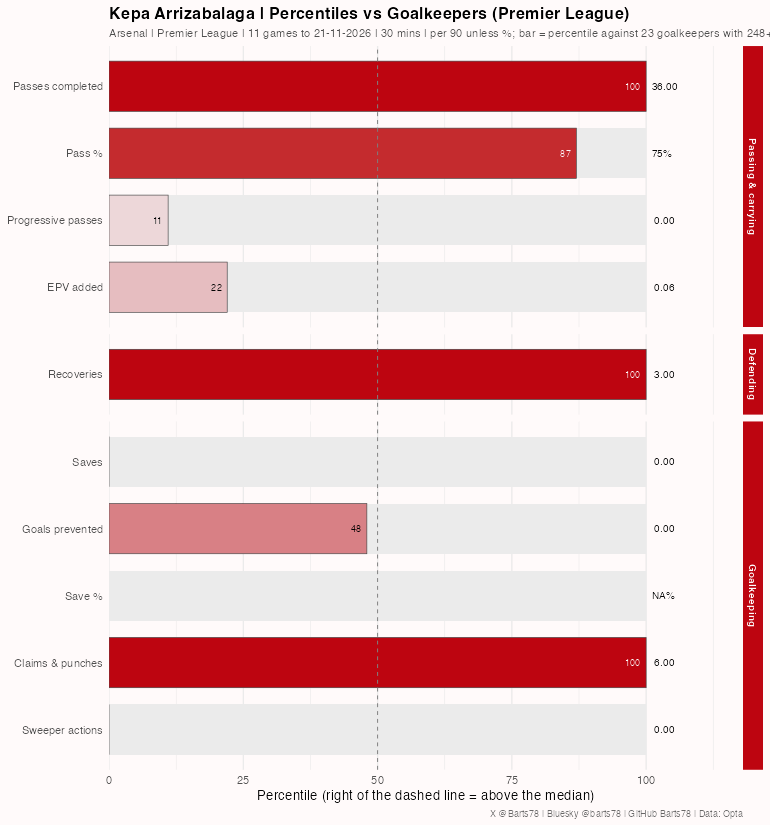 Kepa Arrizabalaga | Percentiles vs Goalkeepers (Premier League)
Arsenal | Premier League | 11 games to 21-11-2026 | 30 mins | per 90 unless %; bar = percentile against 23 goalkeepers with 248+
Passes completed 100 36.00
Pass % 87 75%
Progressive passes 11 0.00
EPV added 22 0.06
Passing & carrying
Recoveries 100 3.00
Defending
Saves 0.00
Goals prevented 48 0.00
Save % NA%
Claims & punches 100 6.00
Sweeper actions 0.00
Goalkeeping
0 25 50 75 100
Percentile (right of the dashed line = above the median)
X @Barts78 | Bluesky @barts78 | GitHub Barts78 | Data: Opta